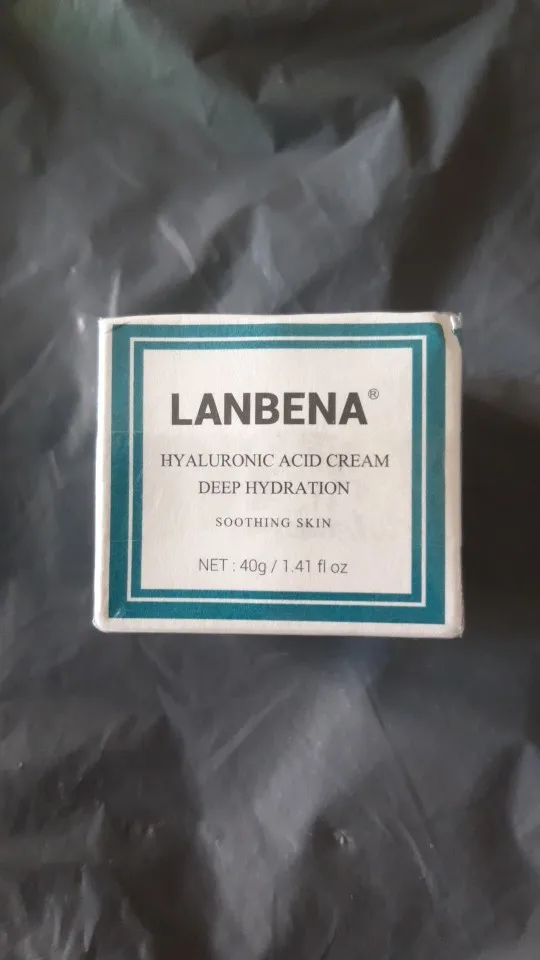 LANBENA®
HYALURONIC ACID CREAM
DEEP HYDRATION
SOOTHING SKIN
NET : 40g / 1.41 fl oz